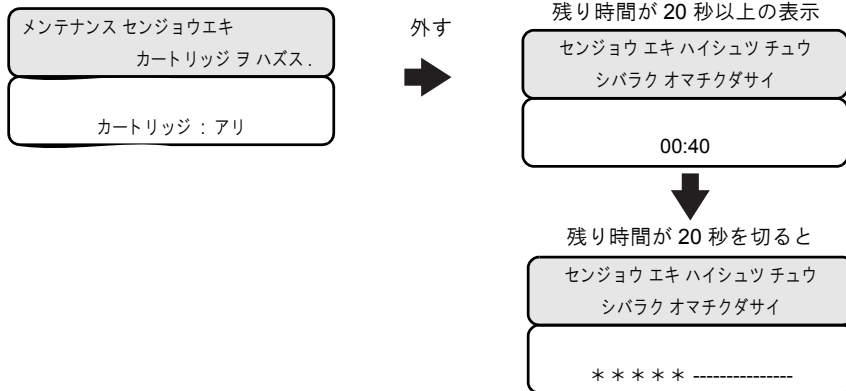 メンテナンス センジョウエキ
カートリッジ ヲ ハズス .
カートリッジ : アリ
外す
残り時間が 20 秒以上の表示
センジョウ エキ ハイシュツ チュウ
シバラク オマチクダサイ
00:40
残り時間が 20 秒を切ると
センジョウ エキ ハイシュツ チュウ
シバラク オマチクダサイ
＊＊＊＊＊ ---------------